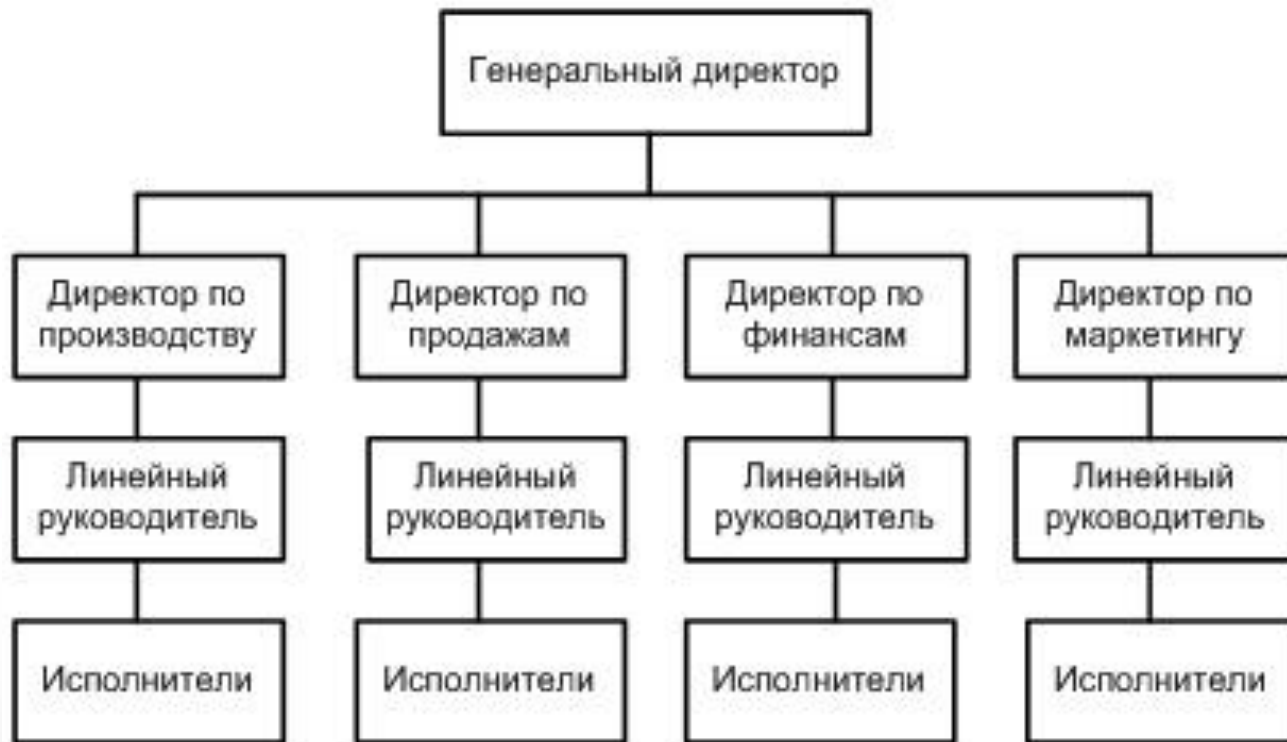 Генеральный директор
Директор по
производству
Директор по
продажам
Директор по
финансам
Директор по
маркетингу
Линейный
руководитель
Линейный
руководитель
Линейный
руководитель
Линейный
руководитель
Исполнители
Исполнители
Исполнители
Исполнители